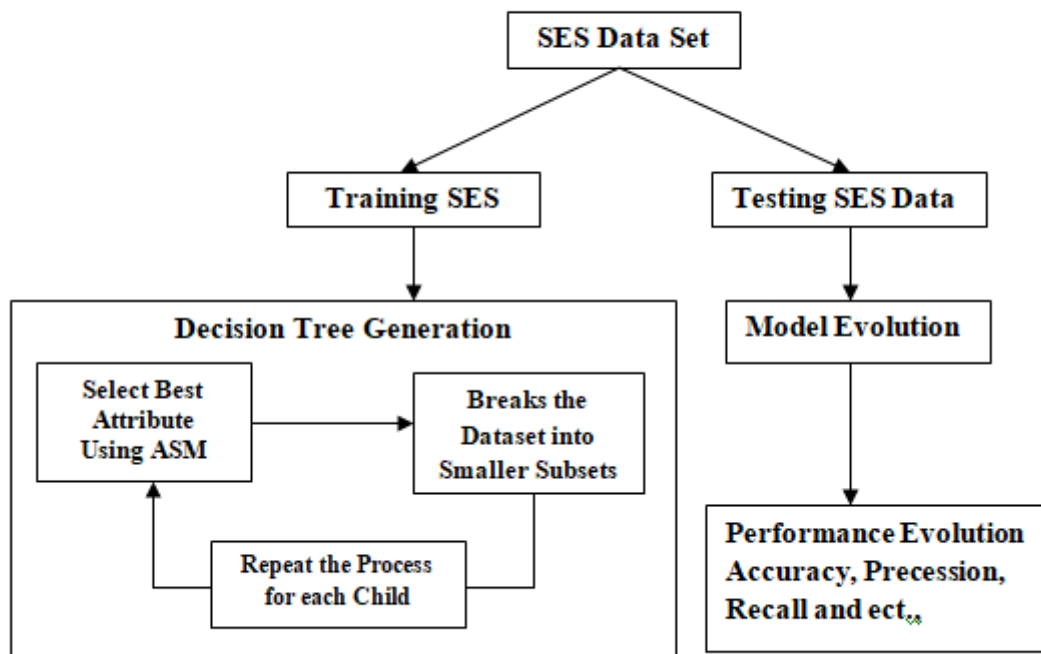 SES Data Set
Training SES
Testing SES Data
Decision Tree Generation
Select Best
Attribute
Using ASM
Breaks the
Dataset into
Smaller Subsets
Repeat the Process
for each Child
Model Evolution
Performance Evolution
Accuracy, Precession,
Recall and ect.,